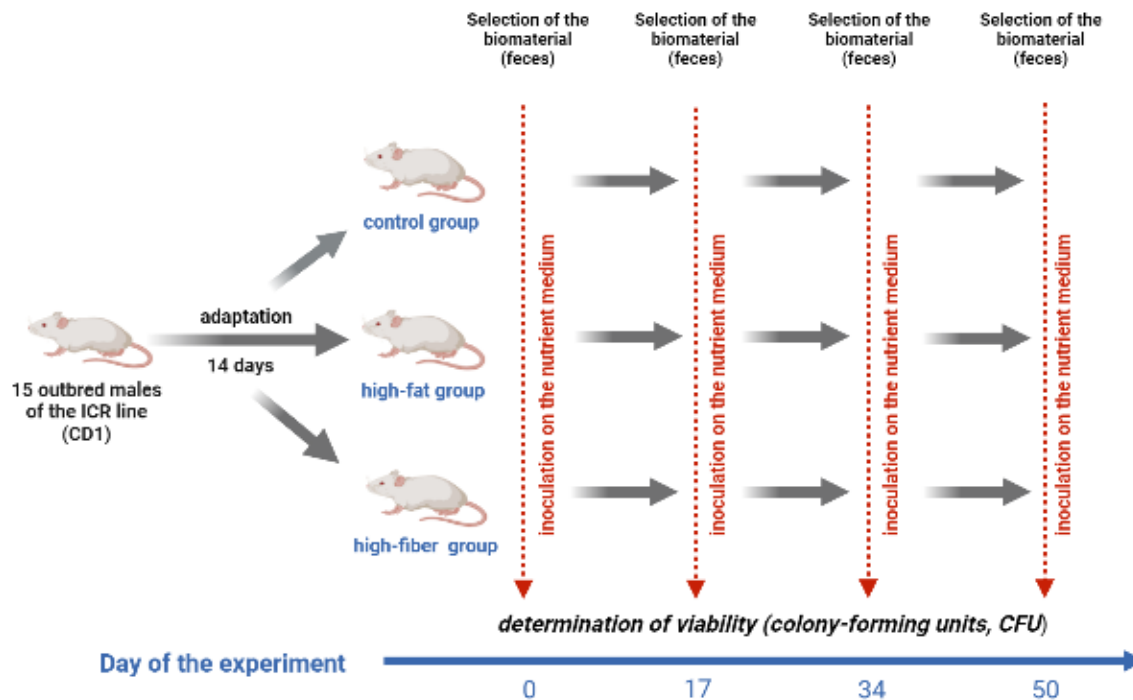 Selection of the
biomaterial
(feces)
Selection of the
biomaterial
(feces)
Selection of the
biomaterial
(feces)
Selection of the
biomaterial
(feces)
control group
adaptation
14 days
high-fat group
15 outbred males
of the ICR line
(CD1)
high-fiber group
inoculation on the nutrient medium
inoculation on the nutrient medium
inoculation on the nutrient medium
inoculation on the nutrient medium
determination of viability (colony-forming units, CFU)
Day of the experiment
0
17
34
50